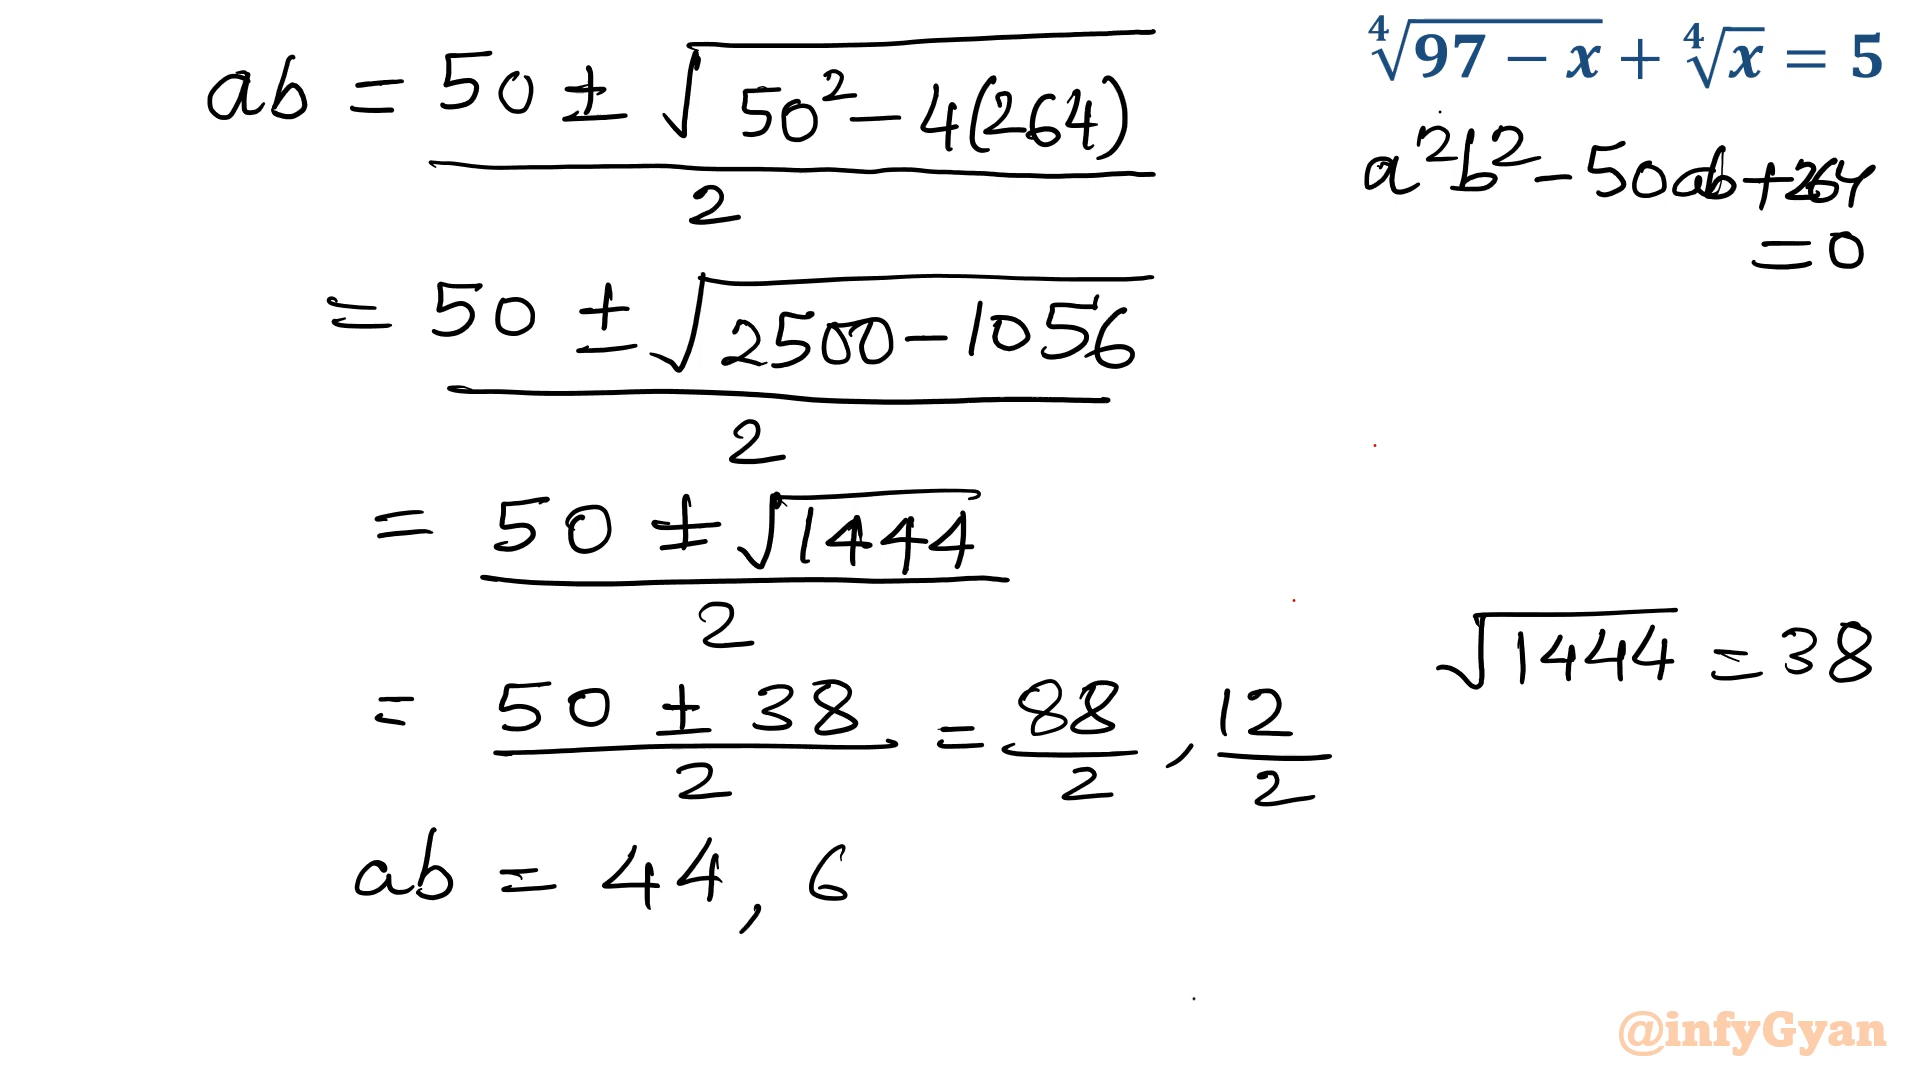 ∜(97 − x) + ∜x = 5
a²b² − 50ab + 264
= 0
ab = (50 ± √(50² − 4(264))) / 2
= (50 ± √(2500 − 1056)) / 2
= (50 ± √1444) / 2
√1444 = 38
= (50 ± 38) / 2 = 88/2 , 12/2
ab = 44 , 6
@infyGyan